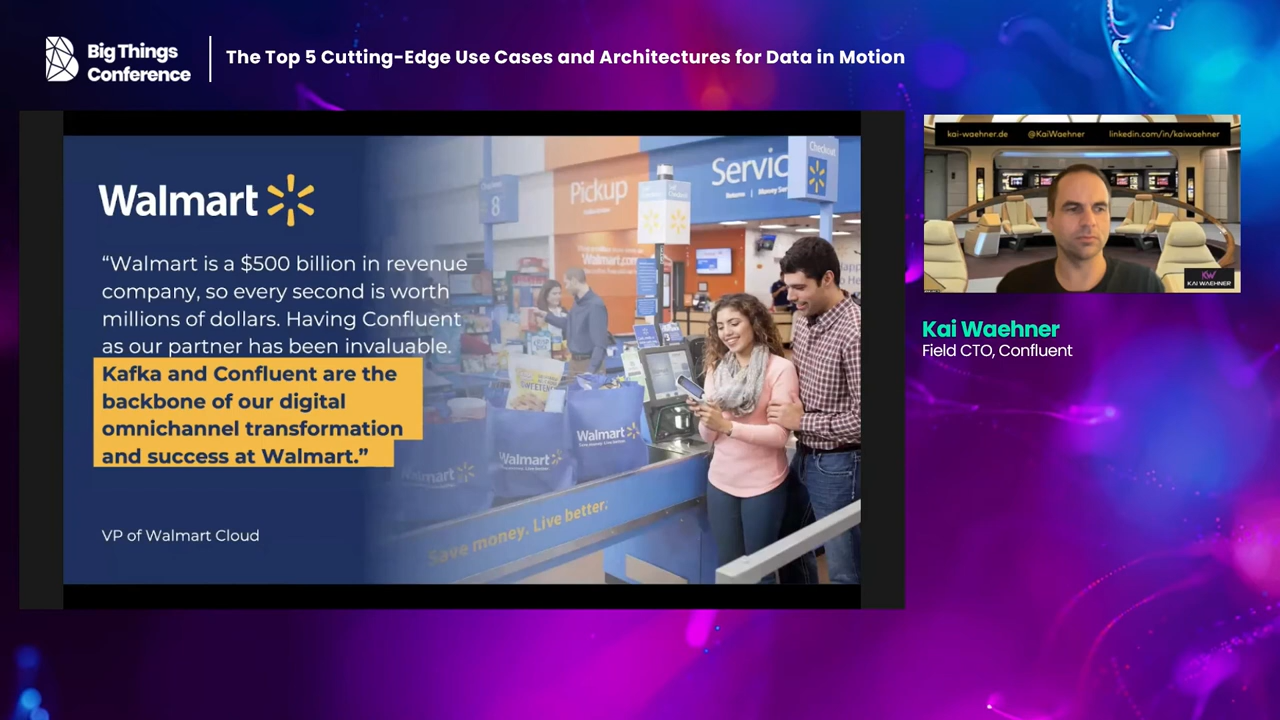 Big Things
Conference
The Top 5 Cutting-Edge Use Cases and Architectures for Data in Motion
Walmart
“Walmart is a $500 billion in revenue
company, so every second is worth
millions of dollars. Having Confluent
as our partner has been invaluable.
Kafka and Confluent are the
backbone of our digital
omnichannel transformation
and success at Walmart.”
VP of Walmart Cloud
8
Pickup
Walmart.com
Servic
Checkout
Walmart
Walmart
Walmart
Save money. Live better.
kai-waehner.de @KaiWaehner linkedin.com/in/kaiwaehner
KW
KAI WAEHNER
Kai Waehner
Field CTO, Confluent